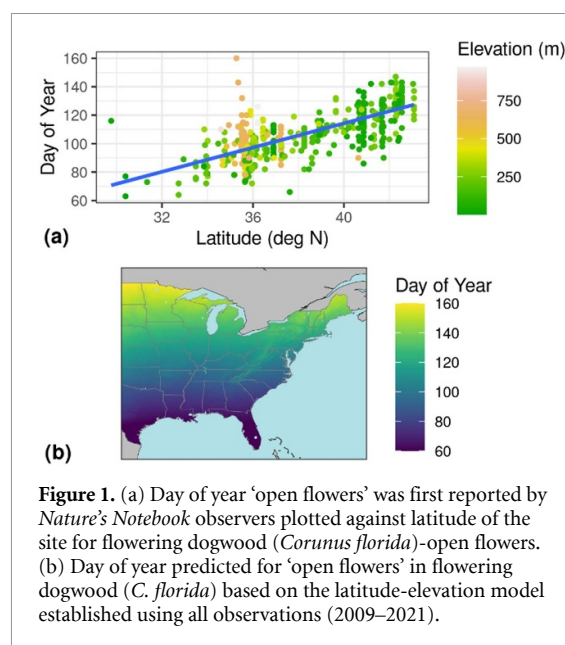 Elevation (m)
160
140
120
100
80
60
Day of Year
750
500
250
32
36
40
(a)
Latitude (deg N)
Day of Year
160
140
120
100
80
60
(b)
Figure 1. (a) Day of year ‘open flowers’ was first reported by
Nature’s Notebook observers plotted against latitude of the
site for flowering dogwood (Corunus florida)-open flowers.
(b) Day of year predicted for ‘open flowers’ in flowering
dogwood (C. florida) based on the latitude-elevation model
established using all observations (2009–2021).